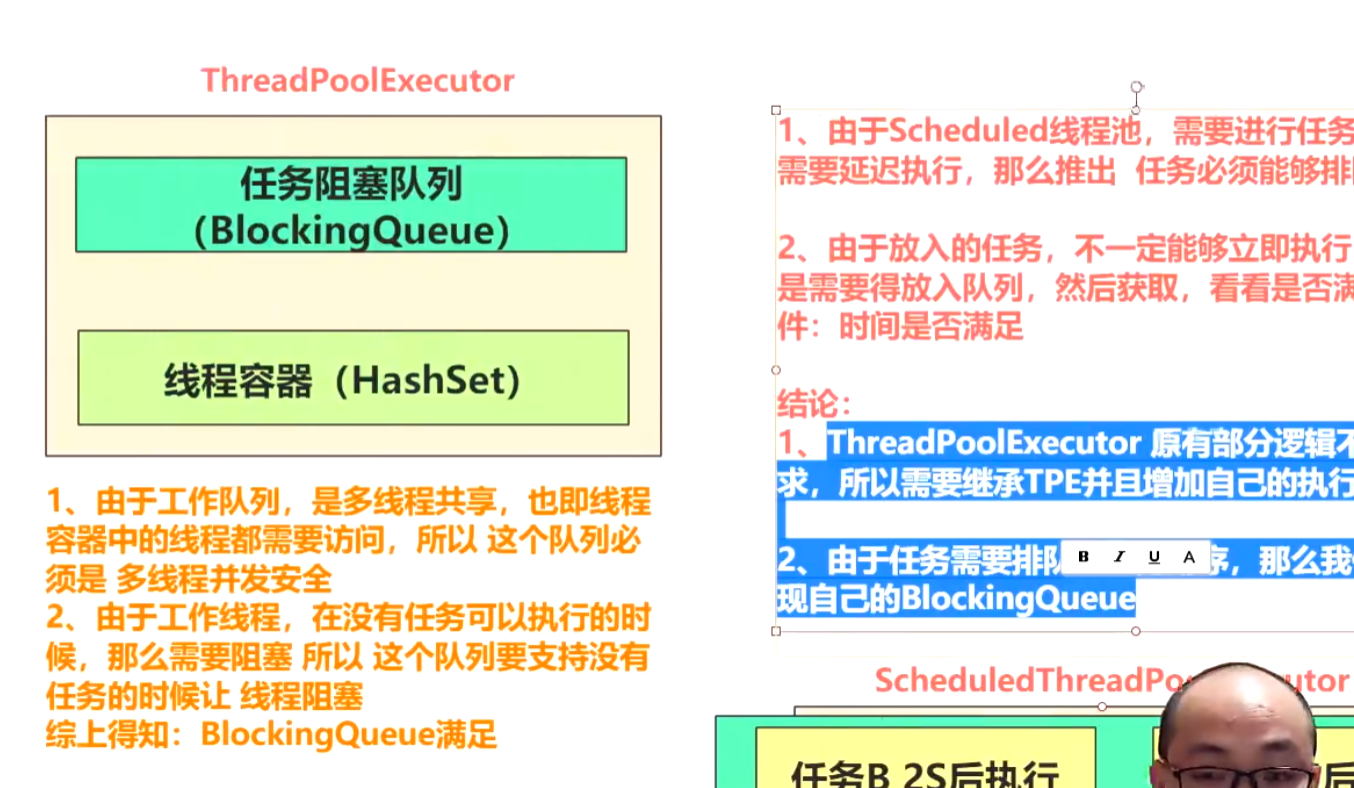 ThreadPoolExecutor
任务阻塞队列
（BlockingQueue）
线程容器（HashSet）
1、由于工作队列，是多线程共享，也即线程
容器中的线程都需要访问，所以 这个队列必
须是 多线程并发安全
2、由于工作线程，在没有任务可以执行的时
候，那么需要阻塞 所以 这个队列要支持没有
任务的时候让 线程阻塞
综上得知：BlockingQueue满足
1、由于Scheduled线程池，需要进行任务
需要延迟执行，那么推出 任务必须能够排
2、由于放入的任务，不一定能够立即执行
是需要得放入队列，然后获取，看看是否满
件：时间是否满足
结论：
1、ThreadPoolExecutor 原有部分逻辑不
求，所以需要继承TPE并且增加自己的执行
2、由于任务需要排 序，那么我
现自己的BlockingQueue
B I U A
ScheduledThreadPo utor
任务B 2S后执行
后